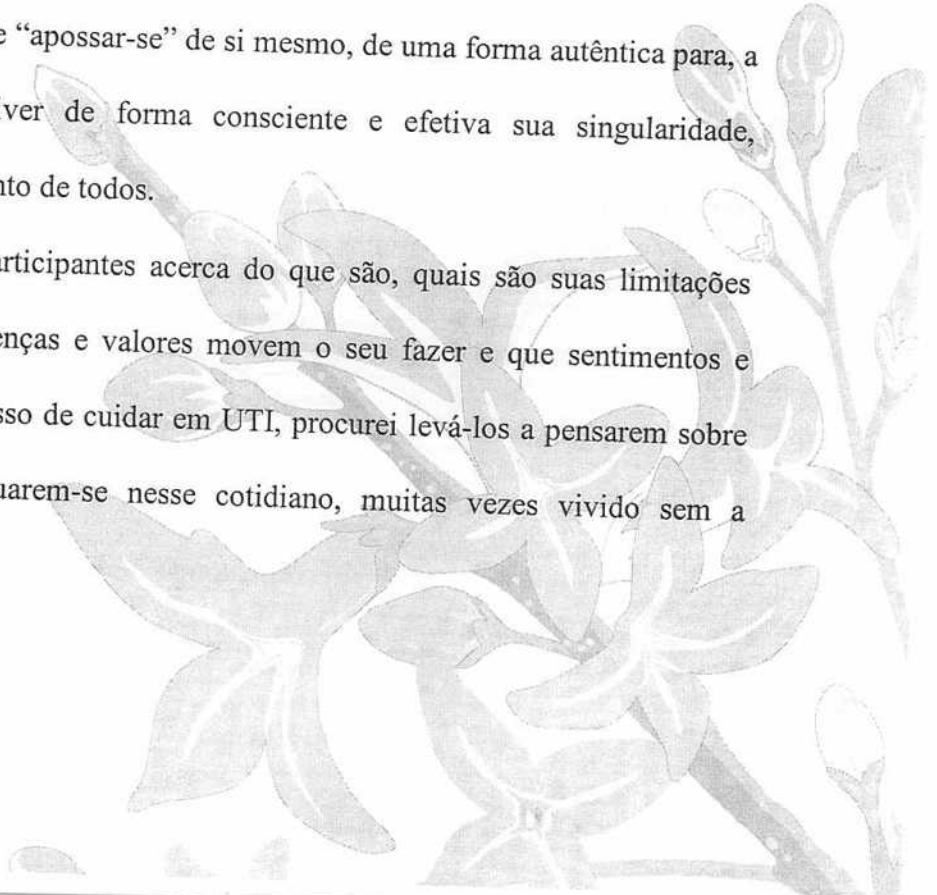 e “apossar-se” de si mesmo, de uma forma autêntica para, a
ver de forma consciente e efetiva sua singularidade,
nto de todos.
articipantes acerca do que são, quais são suas limitações
enças e valores movem o seu fazer e que sentimentos e
sso de cuidar em UTI, procurei levá-los a pensarem sobre
uarem-se nesse cotidiano, muitas vezes vivido sem a